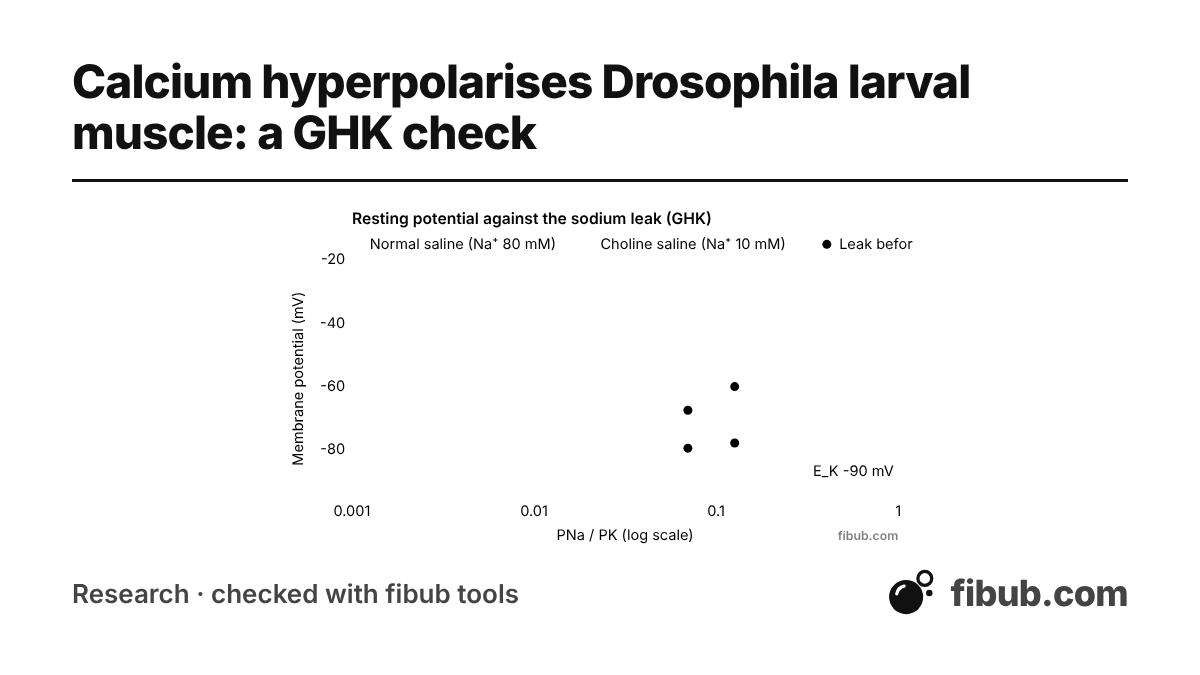 Calcium hyperpolarises Drosophila larval
muscle: a GHK check
Resting potential against the sodium leak (GHK)
Normal saline (Na⁺ 80 mM) Choline saline (Na⁺ 10 mM) Leak befor
-20
-40
-60
-80
Membrane potential (mV)
E_K -90 mV
0.001 0.01 0.1 1
PNa / PK (log scale)
fibub.com
Research · checked with fibub tools
fibub.com